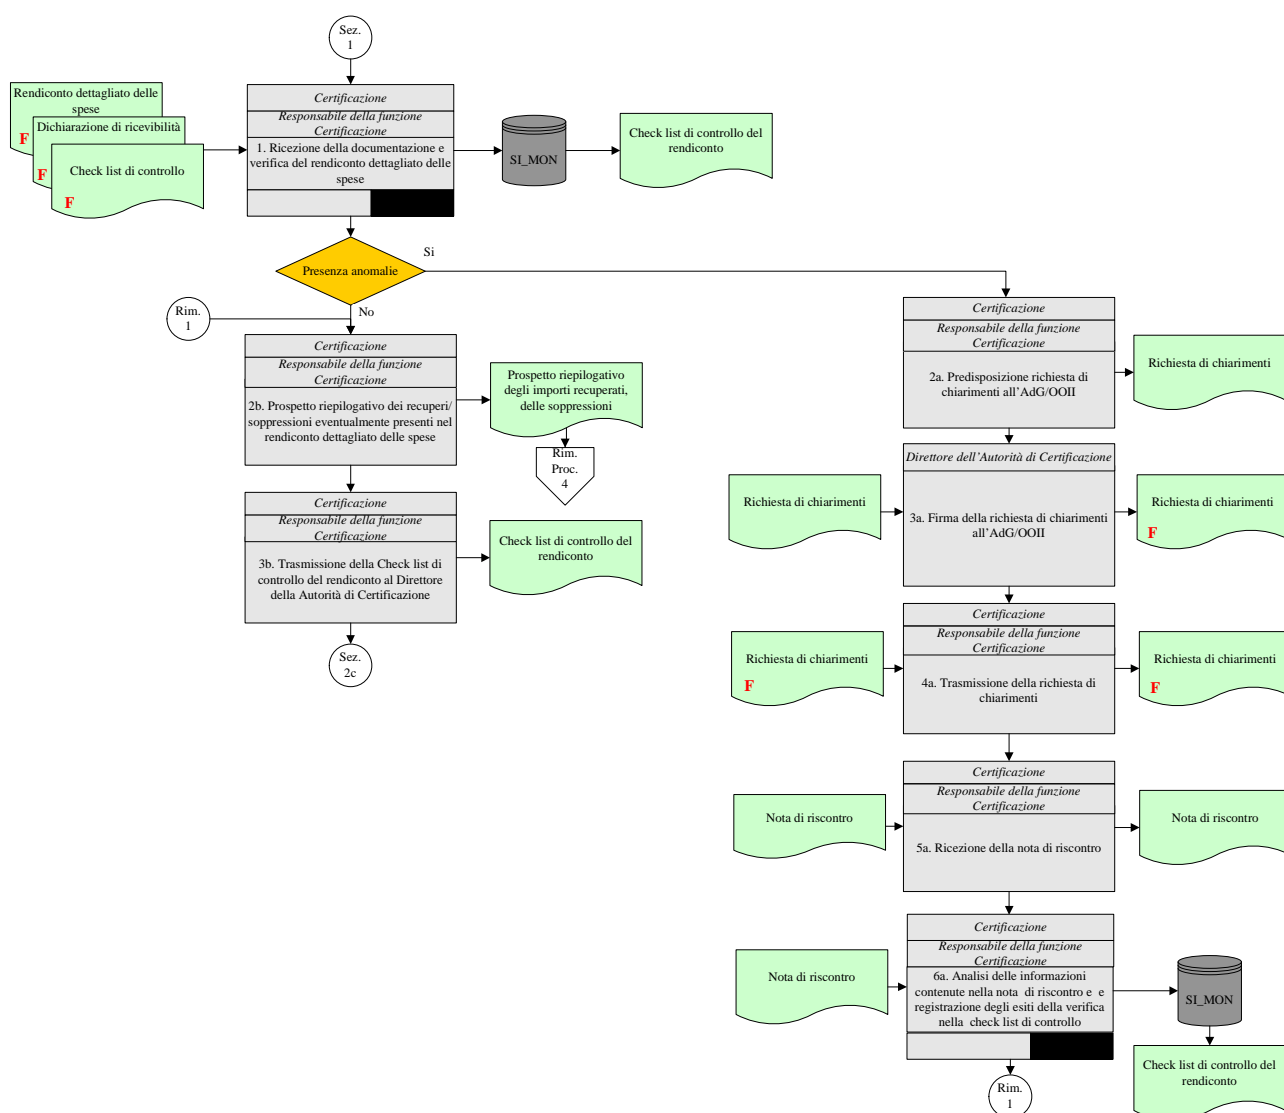 Sez.
1
Rendiconto dettagliato delle
spese
F
Dichiarazione di ricevibilità
F
Check list di controllo
F
Certificazione
Responsabile della funzione
Certificazione
1. Ricezione della documentazione e
verifica del rendiconto dettagliato delle
spese
SI_MON
Check list di controllo del
rendiconto
Presenza anomalie
Si
No
Rim.
1
Certificazione
Responsabile della funzione
Certificazione
2b. Prospetto riepilogativo dei recuperi/
soppressioni eventualmente presenti nel
rendiconto dettagliato delle spese
Prospetto riepilogativo
degli importi recuperati,
delle soppressioni
Rim.
Proc.
4
Certificazione
Responsabile della funzione
Certificazione
3b. Trasmissione della Check list di
controllo del rendiconto al Direttore
della Autorità di Certificazione
Check list di controllo del
rendiconto
Sez.
2c
Certificazione
Responsabile della funzione
Certificazione
2a. Predisposizione richiesta di
chiarimenti all'AdG/OOII
Richiesta di chiarimenti
Direttore dell'Autorità di Certificazione
Richiesta di chiarimenti
3a. Firma della richiesta di chiarimenti
all'AdG/OOII
Richiesta di chiarimenti
F
Certificazione
Responsabile della funzione
Certificazione
Richiesta di chiarimenti
F
4a. Trasmissione della richiesta di
chiarimenti
Richiesta di chiarimenti
F
Certificazione
Responsabile della funzione
Certificazione
Nota di riscontro
5a. Ricezione della nota di riscontro
Nota di riscontro
Certificazione
Responsabile della funzione
Certificazione
Nota di riscontro
6a. Analisi delle informazioni
contenute nella nota di riscontro e e
registrazione degli esiti della verifica
nella check list di controllo
SI_MON
Check list di controllo del
rendiconto
Rim.
1